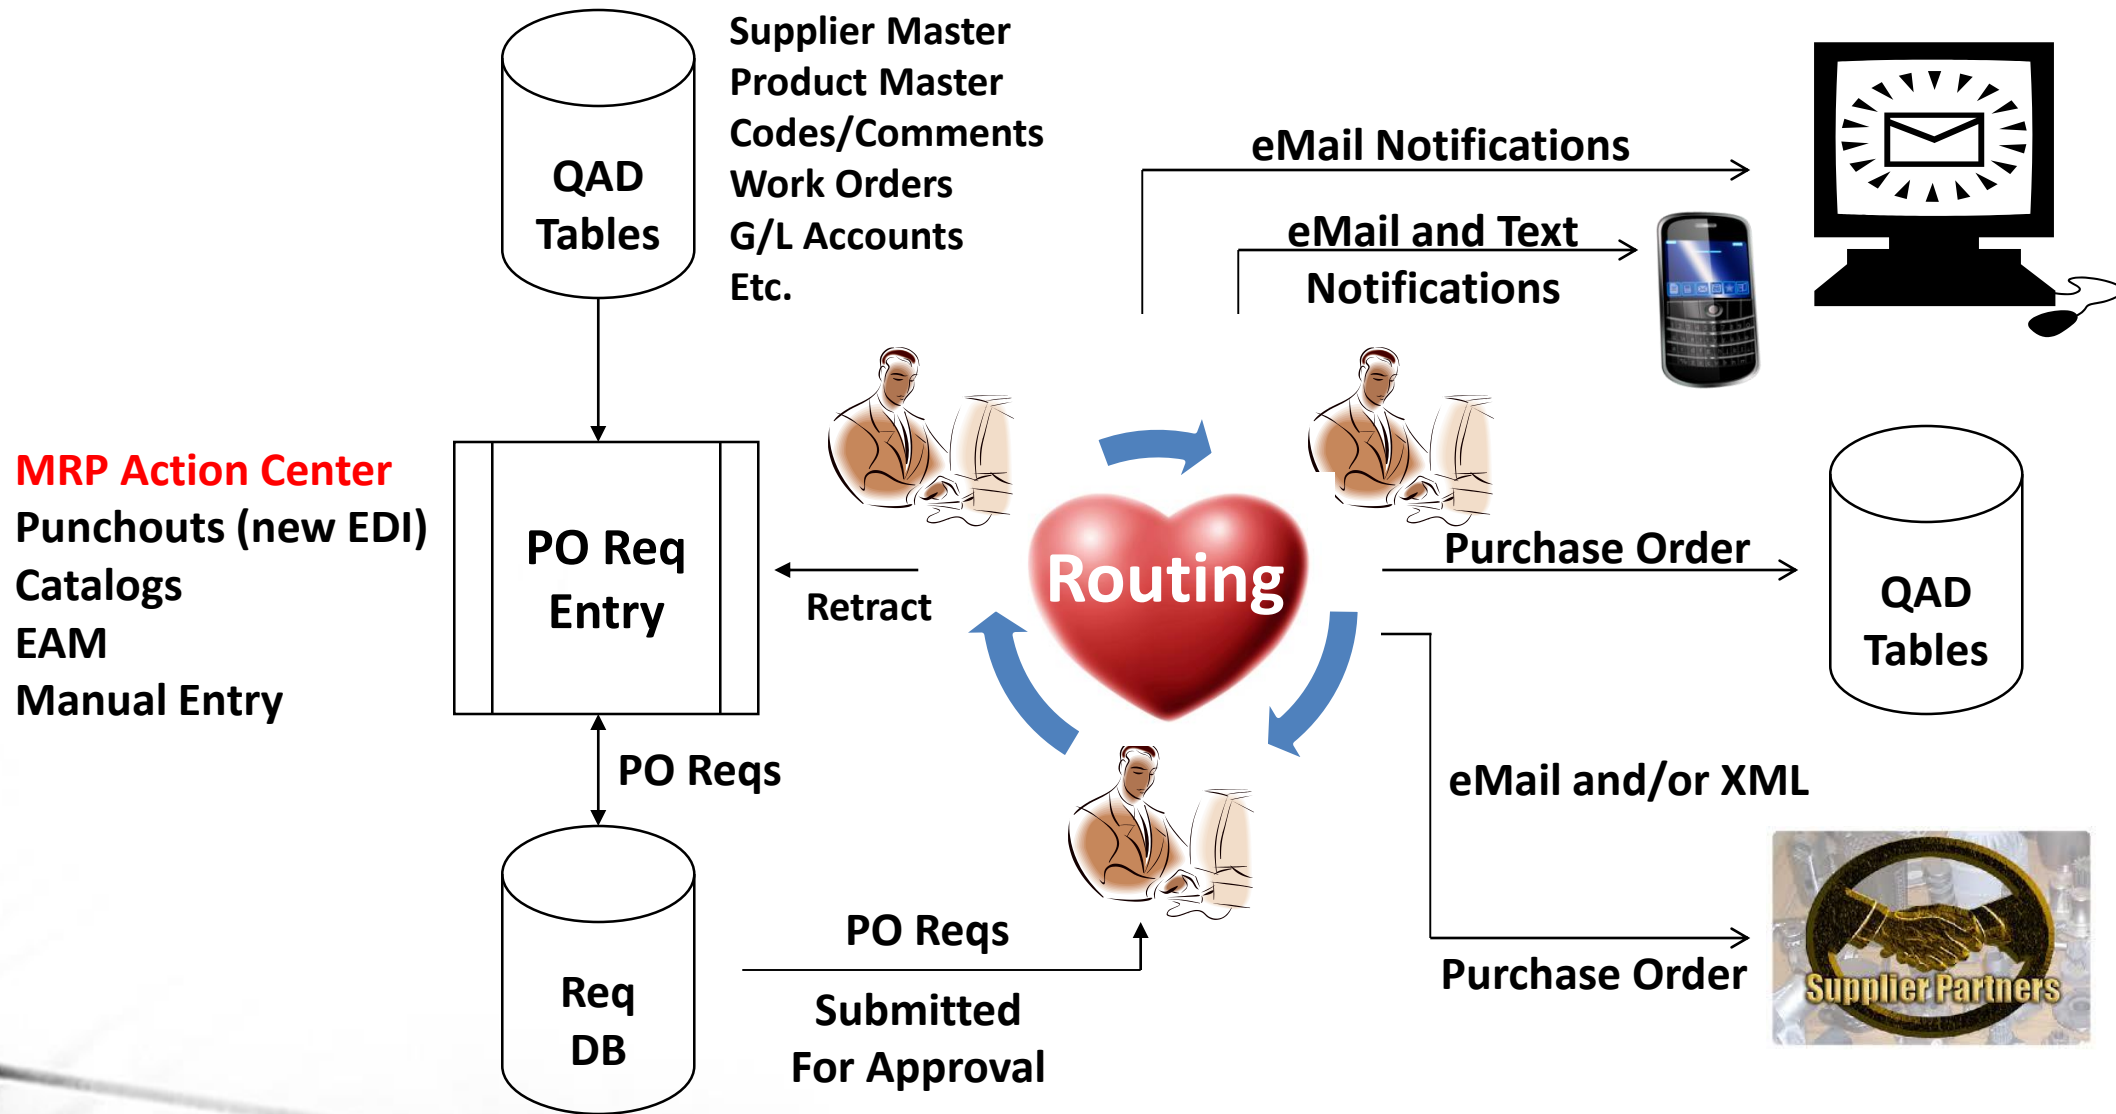 Supplier Master
Product Master
Codes/Comments
Work Orders
G/L Accounts
Etc.
QAD
Tables
eMail Notifications
eMail and Text
Notifications
MRP Action Center
Punchouts (new EDI)
Catalogs
EAM
Manual Entry
PO Req
Entry
Retract
Routing
Purchase Order
QAD
Tables
PO Reqs
eMail and/or XML
Req
DB
PO Reqs
Submitted
For Approval
Purchase Order
Supplier Partners